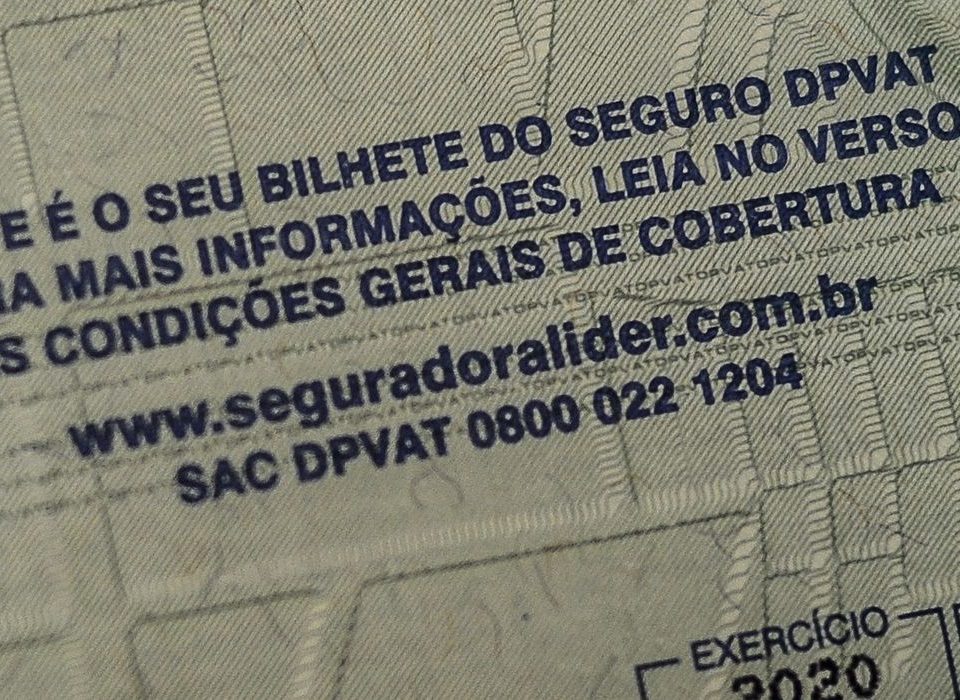 E É O SEU BILHETE DO SEGURO DPVAT
A MAIS INFORMAÇÕES, LEIA NO VERSO
S CONDIÇÕES GERAIS DE COBERTURA
www.seguradoralider.com.br
SAC DPVAT 0800 022 1204
EXERCÍCIO
2020